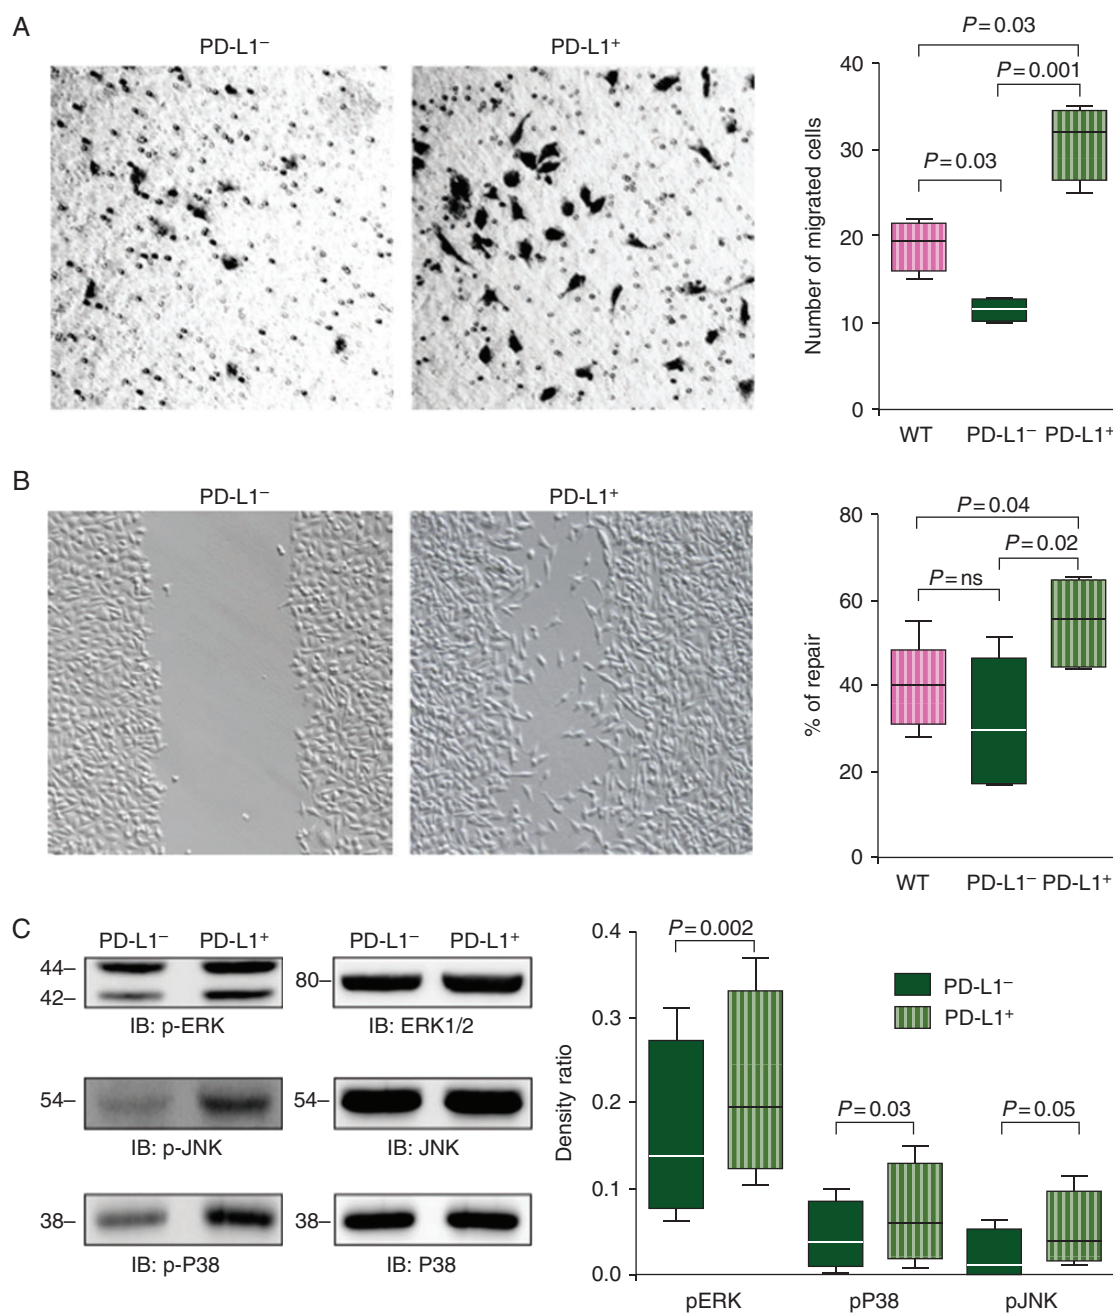 A
PD-L1–
PD-L1+
P = 0.03
P = 0.001
P = 0.03
Number of migrated cells
40
30
20
10
0
WT
PD-L1–
PD-L1+
B
PD-L1–
PD-L1+
P = 0.04
P = 0.02
P = ns
% of repair
80
60
40
20
0
WT
PD-L1–
PD-L1+
C
PD-L1–
PD-L1+
PD-L1–
PD-L1+
44–
42–
80–
IB: p-ERK
IB: ERK1/2
54–
54–
IB: p-JNK
IB: JNK
38–
38–
IB: p-P38
IB: P38
P = 0.002
P = 0.03
P = 0.05
PD-L1–
PD-L1+
Density ratio
0.4
0.3
0.2
0.1
0.0
pERK
pP38
pJNK